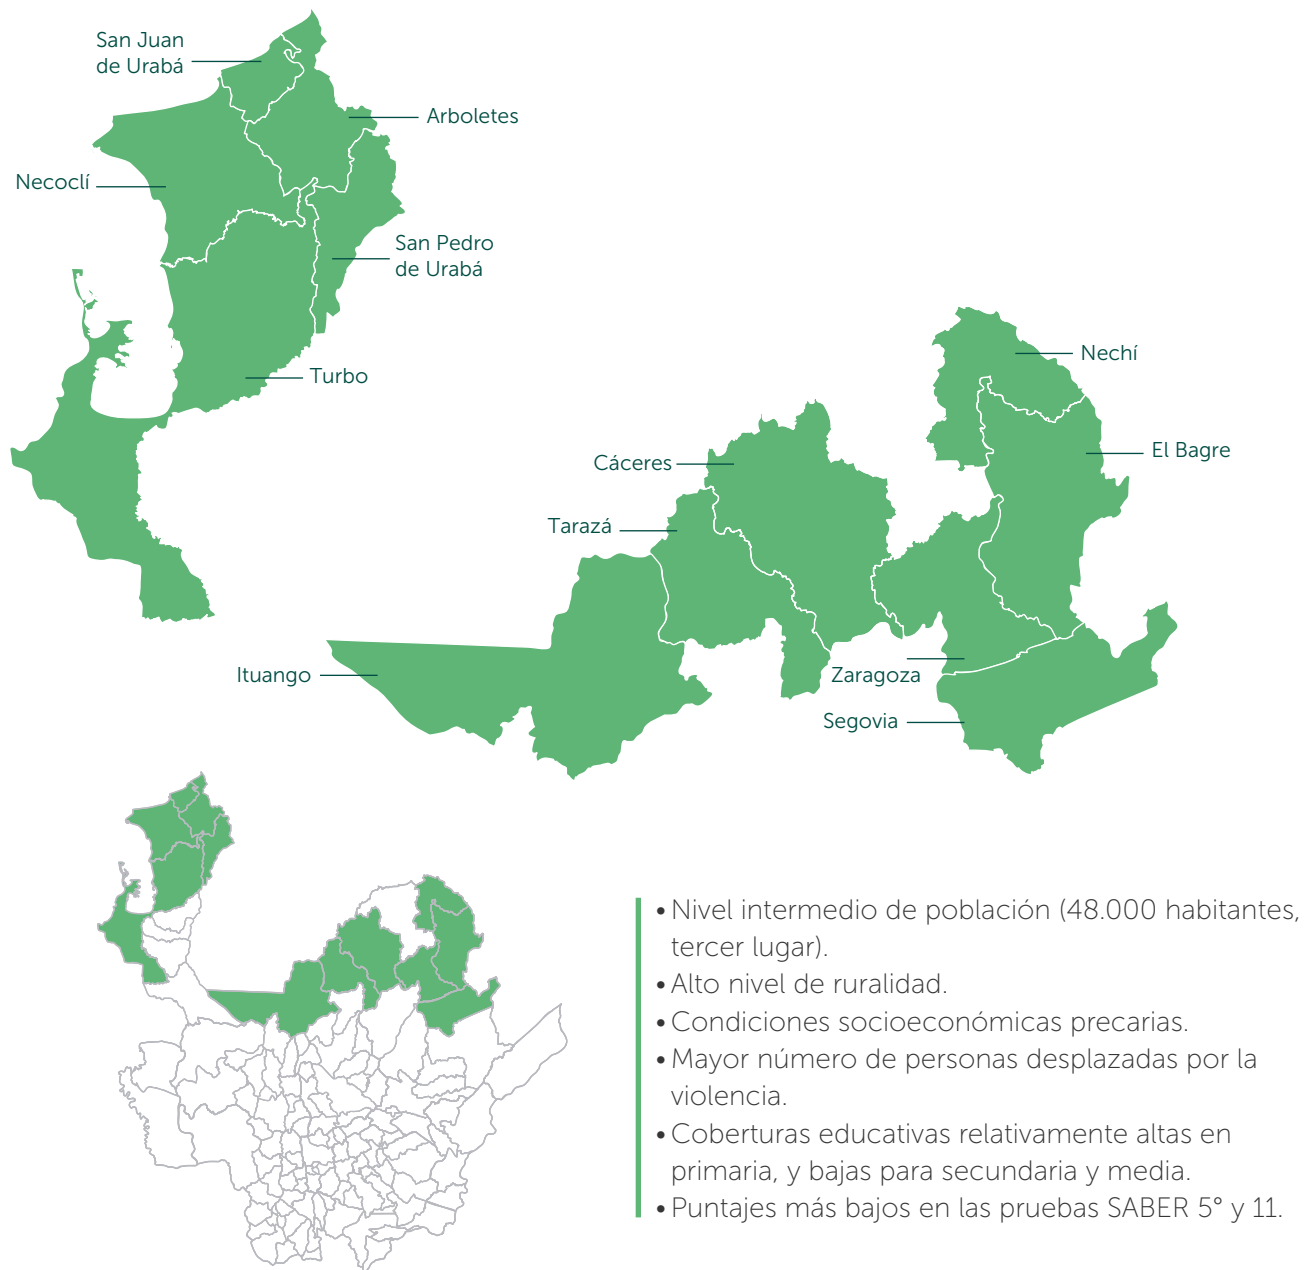 San Juan
de Urabá
Arboletes
Necoclí
San Pedro
de Urabá
Turbo
Nechí
El Bagre
Cáceres
Tarazá
Ituango
Zaragoza
Segovia
• Nivel intermedio de población (48.000 habitantes,
tercer lugar).
• Alto nivel de ruralidad.
• Condiciones socioeconómicas precarias.
• Mayor número de personas desplazadas por la
violencia.
• Coberturas educativas relativamente altas en
primaria, y bajas para secundaria y media.
• Puntajes más bajos en las pruebas SABER 5° y 11.